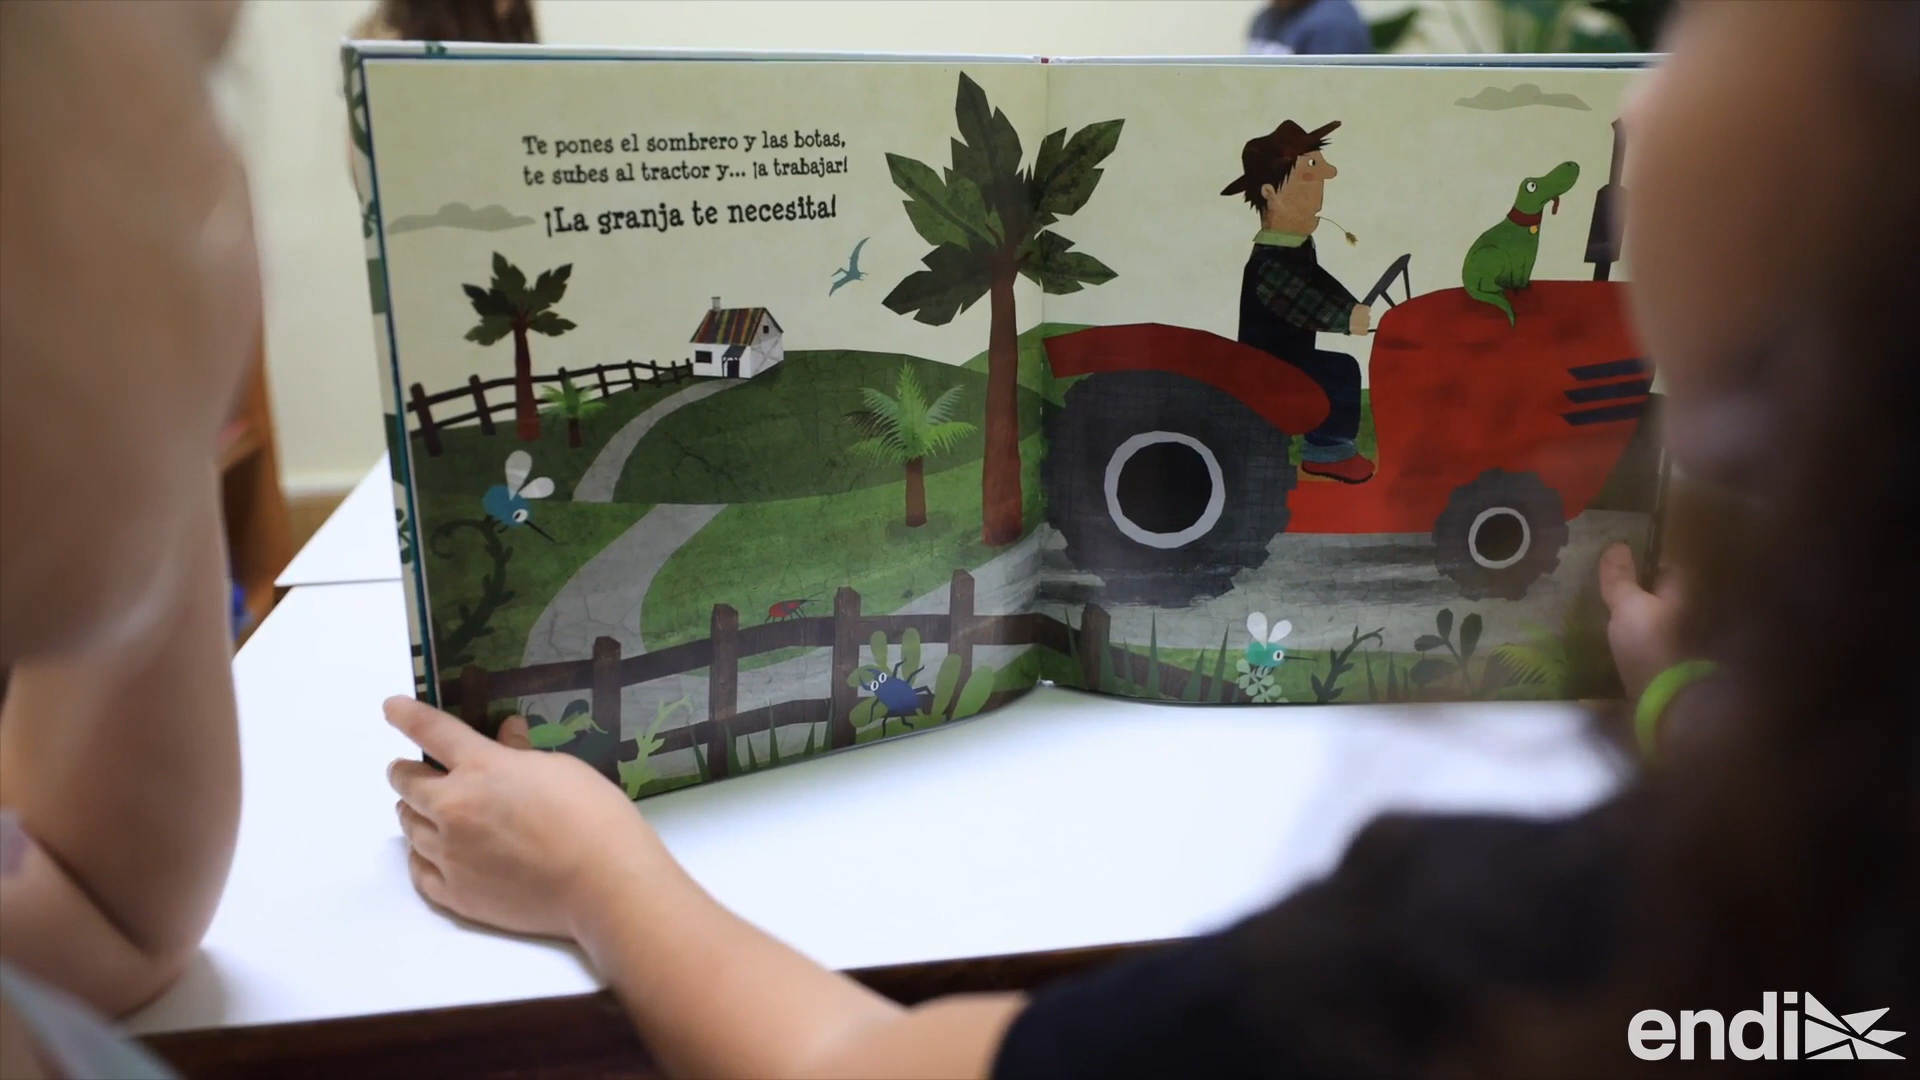 Te pones el sombrero y las botas,
te subes al tractor y... ¡a trabajar!
¡La granja te necesita!
endi